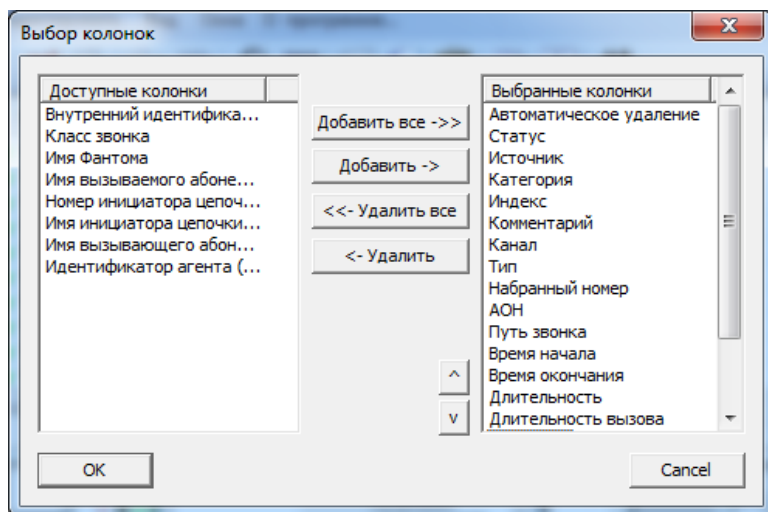 Выбор колонок
Доступные колонки
Внутренний идентифика...
Класс звонка
Имя Фантома
Имя вызываемого абоне...
Номер инициатора цепоч...
Имя инициатора цепочки...
Имя вызывающего абон...
Идентификатор агента (...
Добавить все ->>
Добавить ->
<<- Удалить все
<- Удалить
^
v
Выбранные колонки
Автоматическое удаление
Статус
Источник
Категория
Индекс
Комментарий
Канал
Тип
Набранный номер
АОН
Путь звонка
Время начала
Время окончания
Длительность
Длительность вызова
OK
Cancel